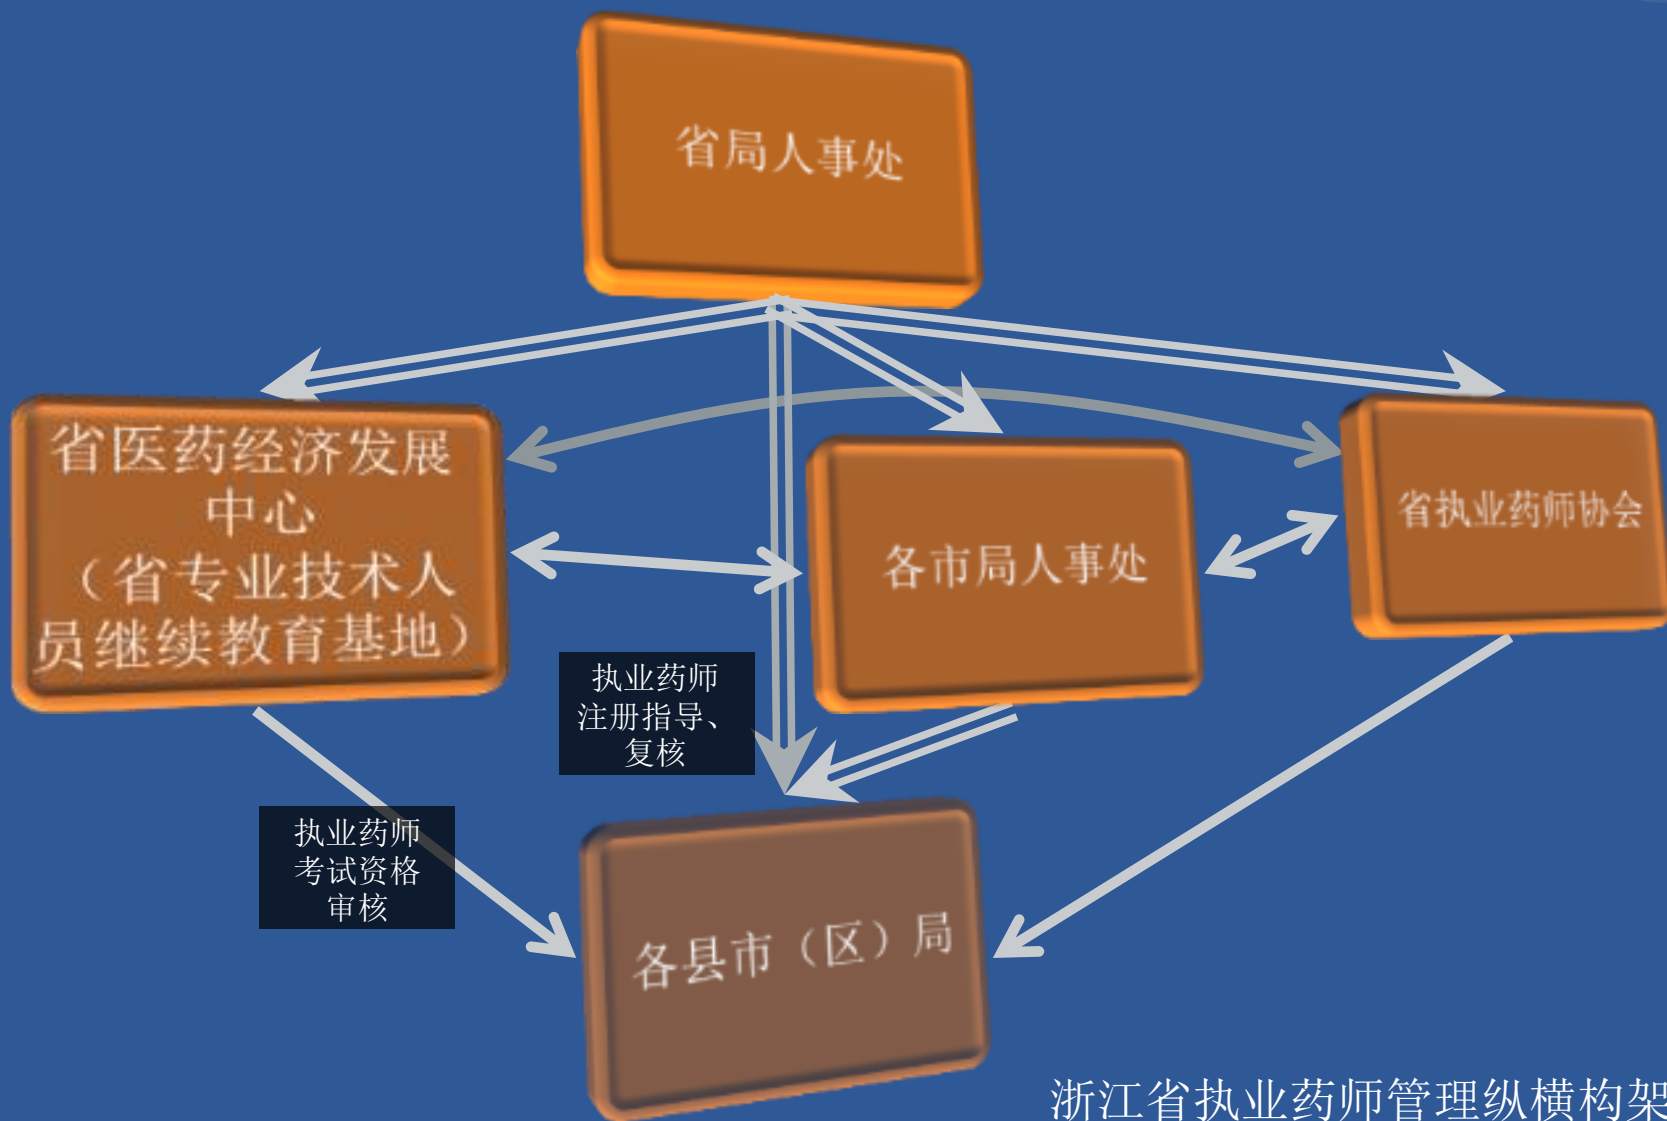 省局人事处
省医药经济发展
中心
（省专业技术人
员继续教育基地）
各市局人事处
省执业药师协会
执业药师
注册指导、
复核
执业药师
考试资格
审核
各县市（区）局
浙江省执业药师管理纵横构架